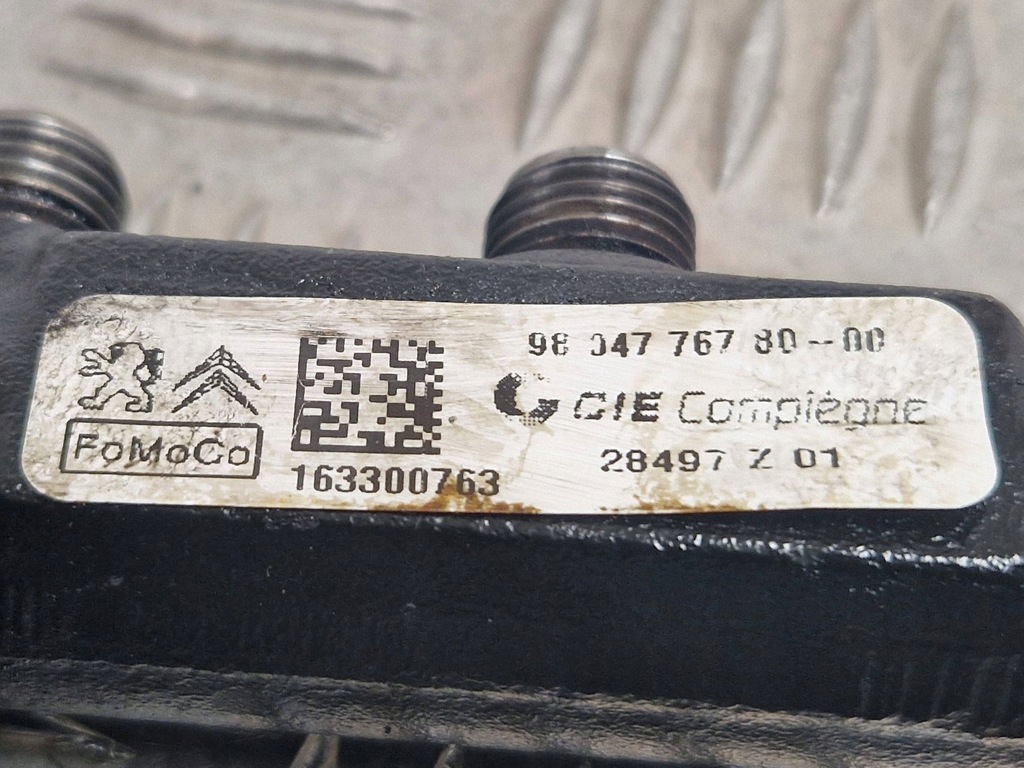 98 047 767 80-00
CIE Compiègne
FoMoCo
163300763
28497 Z 01